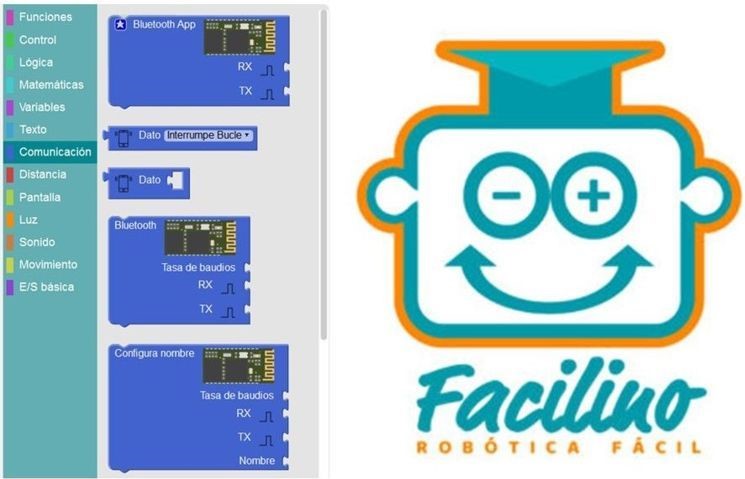 Funciones
Control
Lógica
Matemáticas
Variables
Texto
Comunicación
Distancia
Pantalla
Luz
Sonido
Movimiento
E/S básica
Bluetooth App
RX
TX
Dato Interrumpe Bucle
Dato
Bluetooth
Tasa de baudios
RX
TX
Configura nombre
Tasa de baudios
RX
TX
Nombre
Facilino
ROBÓTICA FÁCIL